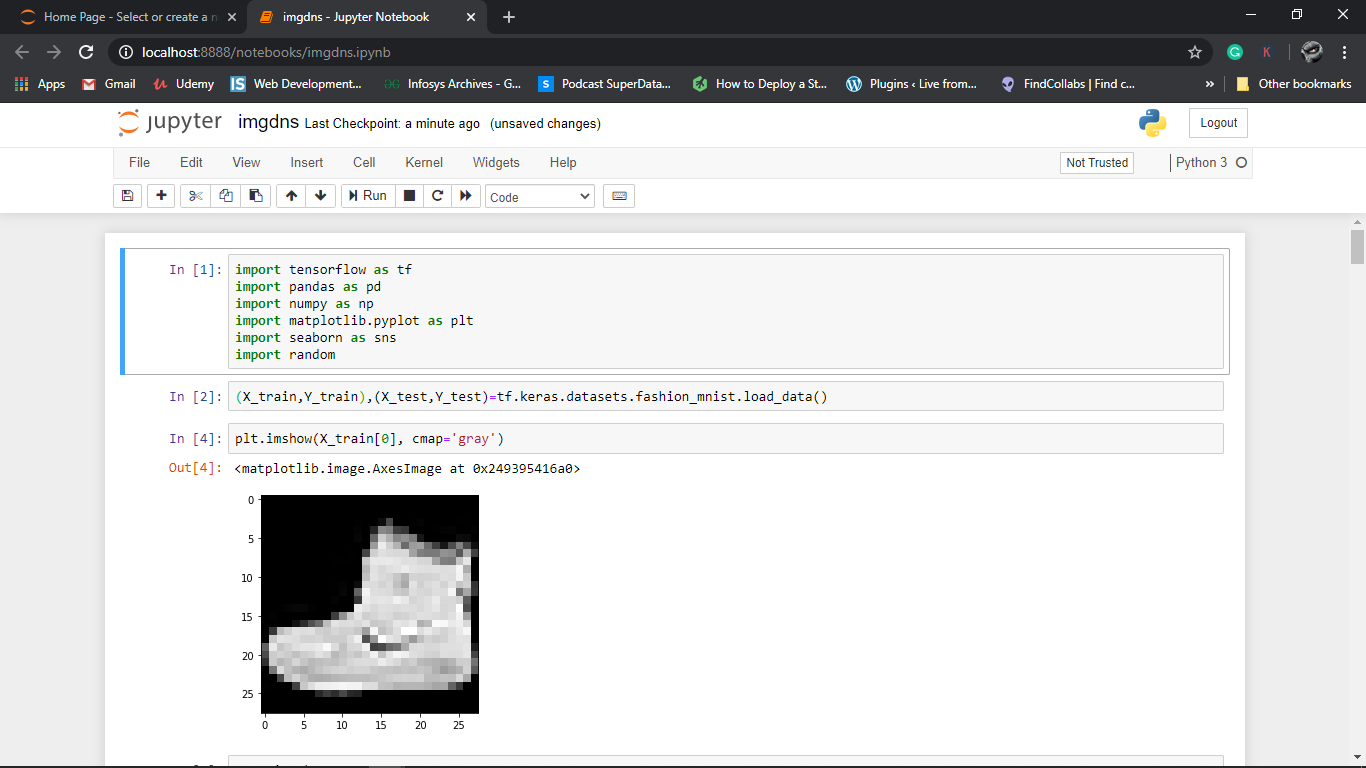 Home Page - Select or create a n
imgdns - Jupyter Notebook
localhost:8888/notebooks/imgdns.ipynb
Apps
Gmail
Udemy
Web Development...
Infosys Archives - G...
Podcast SuperData...
How to Deploy a St...
Plugins ‹ Live from...
FindCollabs | Find c...
»
Other bookmarks
jupyter imgdns Last Checkpoint: a minute ago (unsaved changes)
Logout
File Edit View Insert Cell Kernel Widgets Help
Not Trusted
Python 3
Run
Code
In [1]:
import tensorflow as tf
import pandas as pd
import numpy as np
import matplotlib.pyplot as plt
import seaborn as sns
import random
In [2]: (X_train,Y_train),(X_test,Y_test)=tf.keras.datasets.fashion_mnist.load_data()
In [4]: plt.imshow(X_train[0], cmap='gray')
Out[4]: <matplotlib.image.AxesImage at 0x249395416a0>
0
5
10
15
20
25
0 5 10 15 20 25